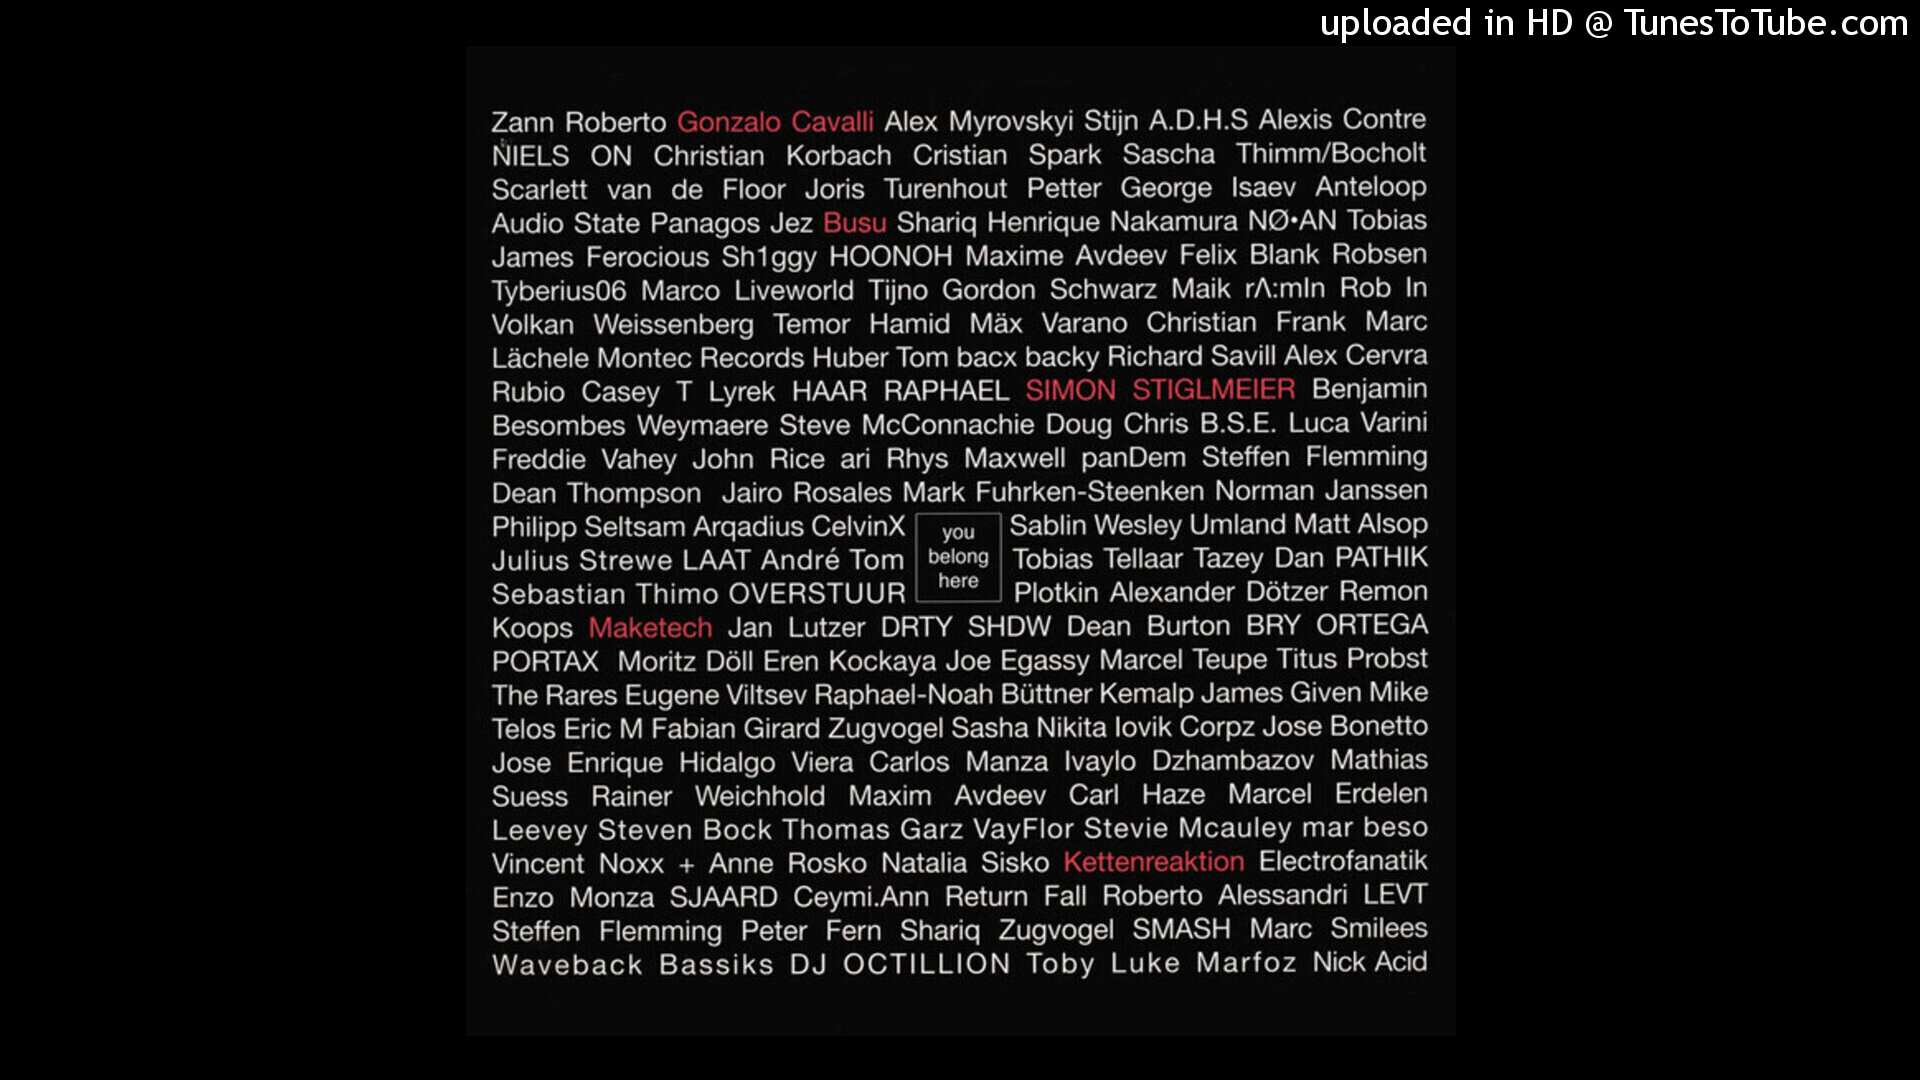 uploaded in HD @ TunesToTube.com
Zann Roberto Gonzalo Cavalli Alex Myrovskyi Stijn A.D.H.S Alexis Contre
NIELS ON Christian Korbach Cristian Spark Sascha Thimm/Bocholt
Scarlett van de Floor Joris Turenhout Petter George Isaev Anteloop
Audio State Panagos Jez Busu Shariq Henrique Nakamura NØ•AN Tobias
James Ferocious Sh1ggy HOONOH Maxime Avdeev Felix Blank Robsen
Tyberius06 Marco Liveworld Tijno Gordon Schwarz Maik rΛ:mIn Rob In
Volkan Weissenberg Temor Hamid Mäx Varano Christian Frank Marc
Lächele Montec Records Huber Tom bacx backy Richard Savill Alex Cervra
Rubio Casey T Lyrek HAAR RAPHAEL SIMON STIGLMEIER Benjamin
Besombes Weymaere Steve McConnachie Doug Chris B.S.E. Luca Varini
Freddie Vahey John Rice ari Rhys Maxwell panDem Steffen Flemming
Dean Thompson Jairo Rosales Mark Fuhrken-Steenken Norman Janssen
Philipp Seltsam Arqadius CelvinX Sablin Wesley Umland Matt Alsop
Julius Strewe LAAT André Tom Tobias Tellaar Tazey Dan PATHIK
Sebastian Thimo OVERSTUUR Plotkin Alexander Dötzer Remon
you
belong
here
Koops Maketech Jan Lutzer DRTY SHDW Dean Burton BRY ORTEGA
PORTAX Moritz Döll Eren Kockaya Joe Egassy Marcel Teupe Titus Probst
The Rares Eugene Viltsev Raphael-Noah Büttner Kemalp James Given Mike
Telos Eric M Fabian Girard Zugvogel Sasha Nikita Iovik Corpz Jose Bonetto
Jose Enrique Hidalgo Viera Carlos Manza Ivaylo Dzhambazov Mathias
Suess Rainer Weichhold Maxim Avdeev Carl Haze Marcel Erdelen
Leevey Steven Bock Thomas Garz VayFlor Stevie Mcauley mar beso
Vincent Noxx + Anne Rosko Natalia Sisko Kettenreaktion Electrofanatik
Enzo Monza SJAARD Ceymi.Ann Return Fall Roberto Alessandri LEVT
Steffen Flemming Peter Fern Shariq Zugvogel SMASH Marc Smilees
Waveback Bassiks DJ OCTILLION Toby Luke Marfoz Nick Acid